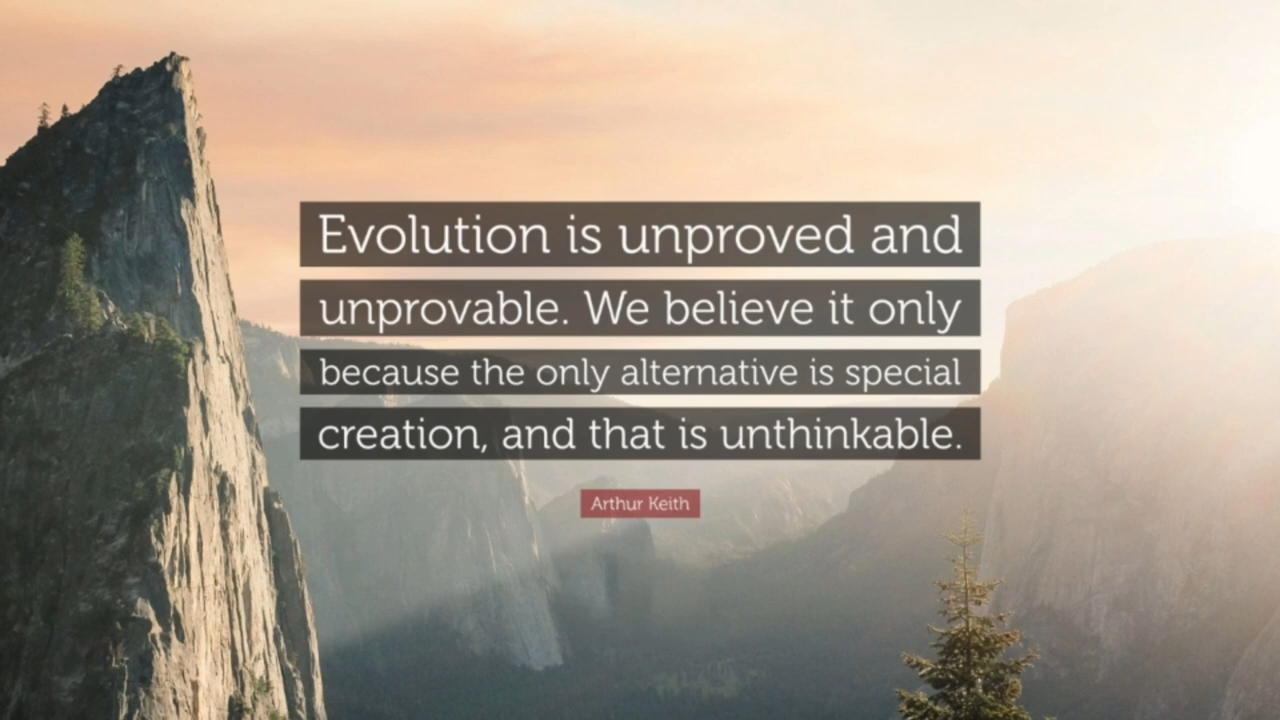 Evolution is unproved and
unprovable. We believe it only
because the only alternative is special
creation, and that is unthinkable.
Arthur Keith